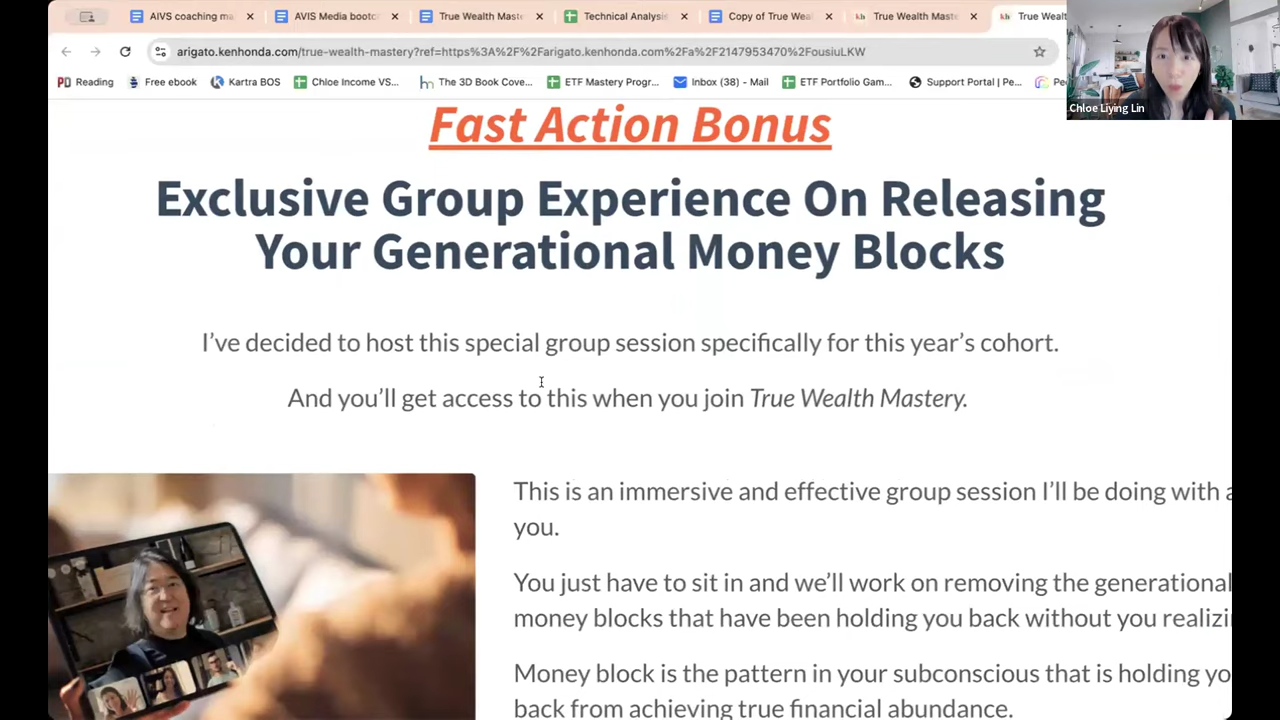 AIVS coaching ma
AVIS Media bootc
True Wealth Maste
Technical Analysis
Copy of True Wea
True Wealth Maste
True Wealt
arigato.kenhonda.com/true-wealth-mastery?ref=https%3A%2F%2Farigato.kenhonda.com%2Fa%2F2147953470%2FousiuLKW
Reading
Free ebook
Kartra BOS
Chloe Income VS...
The 3D Book Cove...
ETF Mastery Progr...
Inbox (38) - Mail
ETF Portfolio Gam...
Support Portal | Pe...
Pe
Chloe Liying Lin
Fast Action Bonus
Exclusive Group Experience On Releasing
Your Generational Money Blocks
I’ve decided to host this special group session specifically for this year’s cohort.
And you’ll get access to this when you join True Wealth Mastery.
This is an immersive and effective group session I’ll be doing with a
you.
You just have to sit in and we’ll work on removing the generational
money blocks that have been holding you back without you realizi
Money block is the pattern in your subconscious that is holding yo
back from achieving true financial abundance.